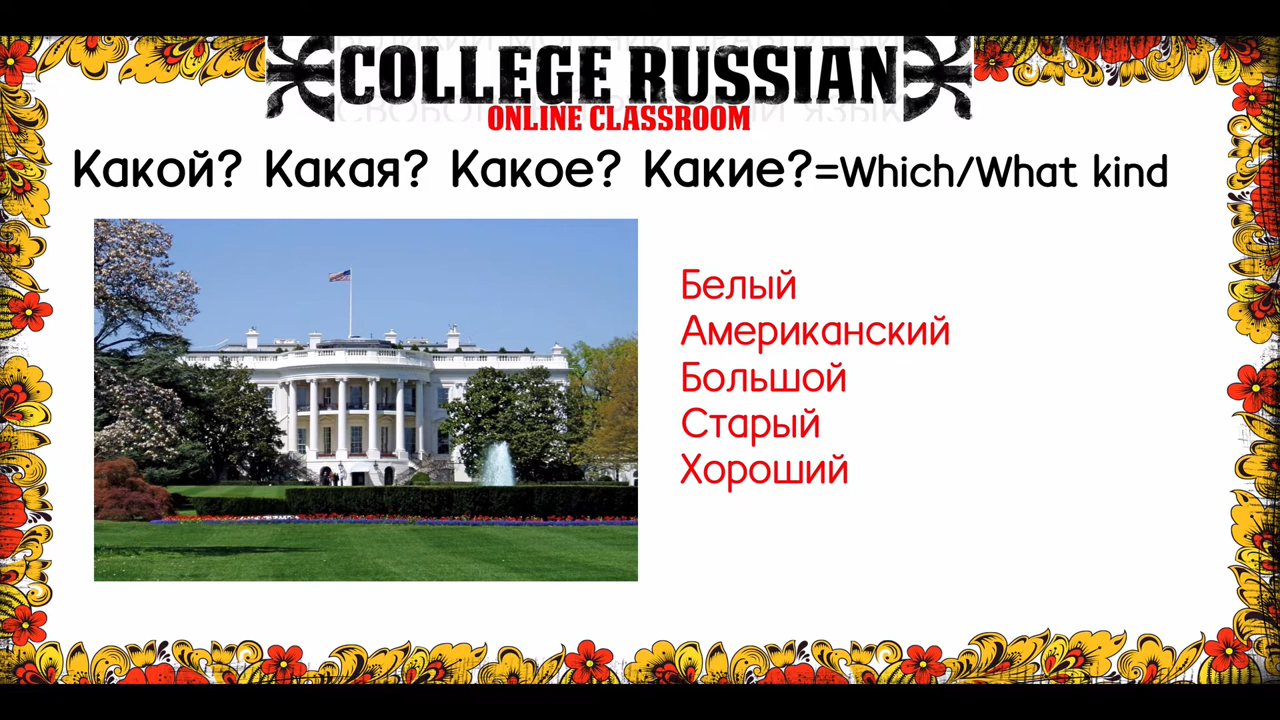 COLLEGE RUSSIAN
ONLINE CLASSROOM
Какой? Какая? Какое? Какие?=Which/What kind
Белый
Американский
Большой
Старый
Хороший